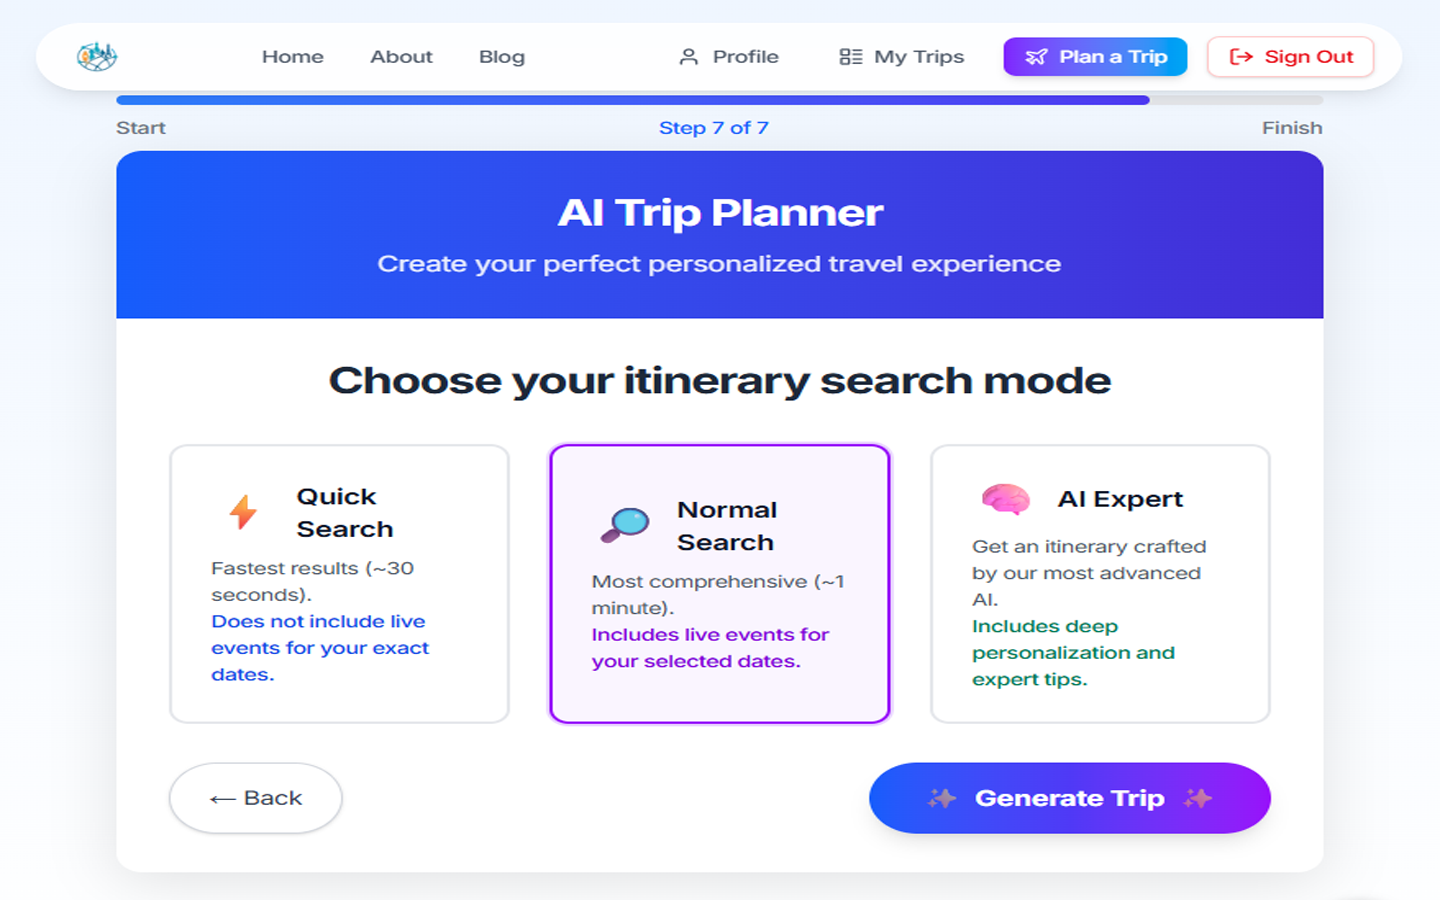 Home About Blog Profile My Trips Plan a Trip Sign Out
Start Step 7 of 7 Finish
AI Trip Planner
Create your perfect personalized travel experience
Choose your itinerary search mode
Quick
Search
Fastest results (~30
seconds).
Does not include live
events for your exact
dates.
Normal
Search
Most comprehensive (~1
minute).
Includes live events for
your selected dates.
AI Expert
Get an itinerary crafted
by our most advanced
AI.
Includes deep
personalization and
expert tips.
← Back
Generate Trip